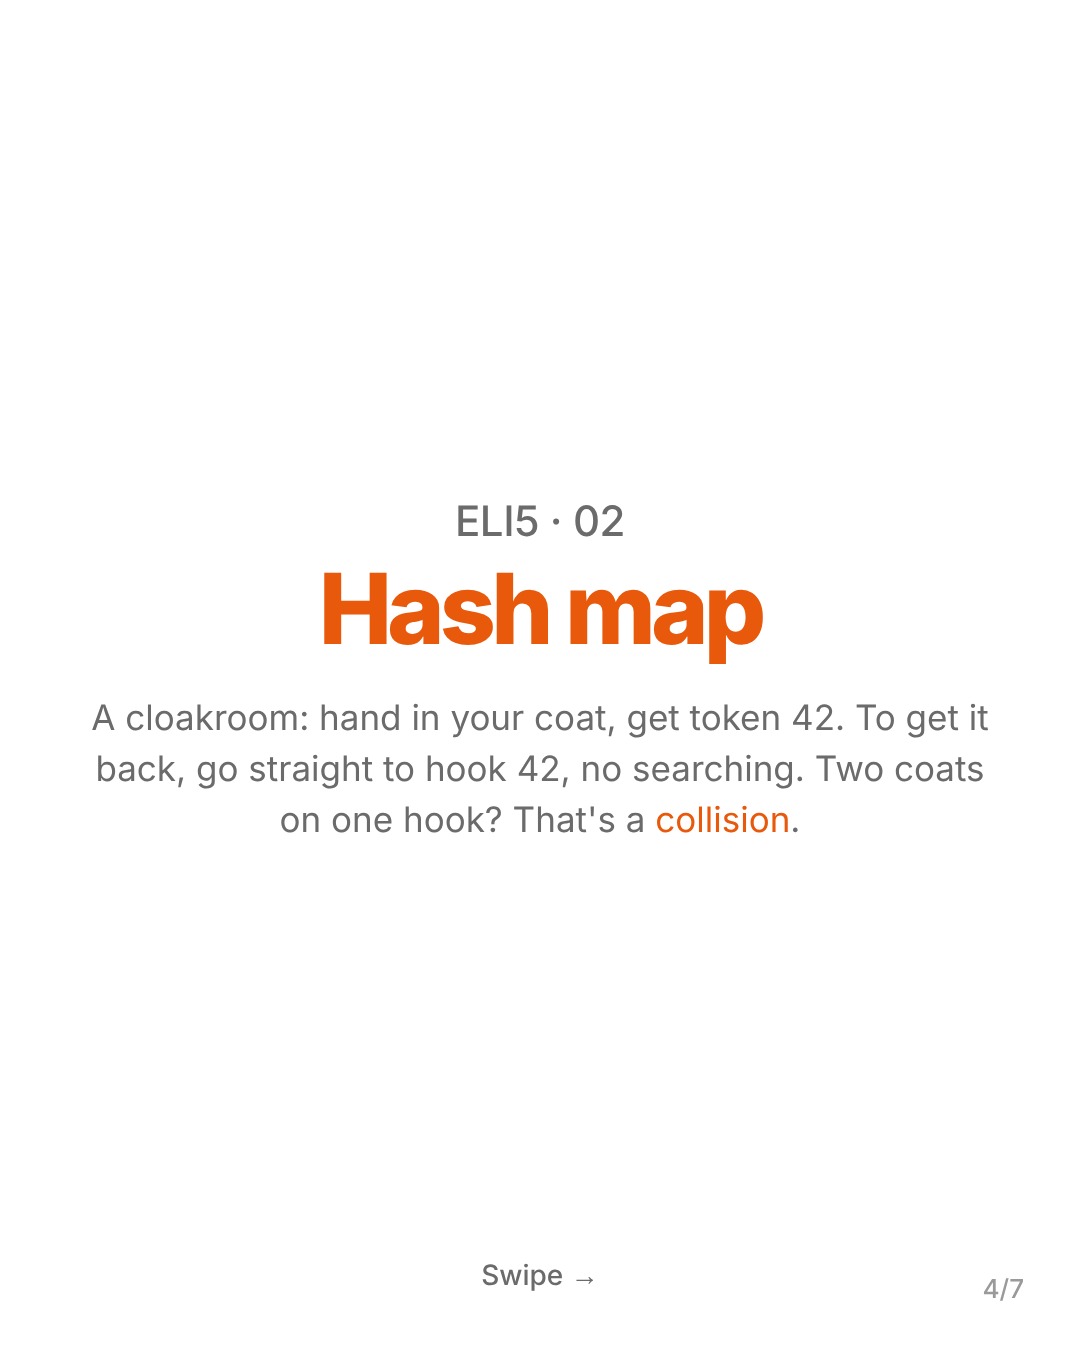 ELI5 · 02
Hash map
A cloakroom: hand in your coat, get token 42. To get it
back, go straight to hook 42, no searching. Two coats
on one hook? That's a collision.
Swipe →
4/7